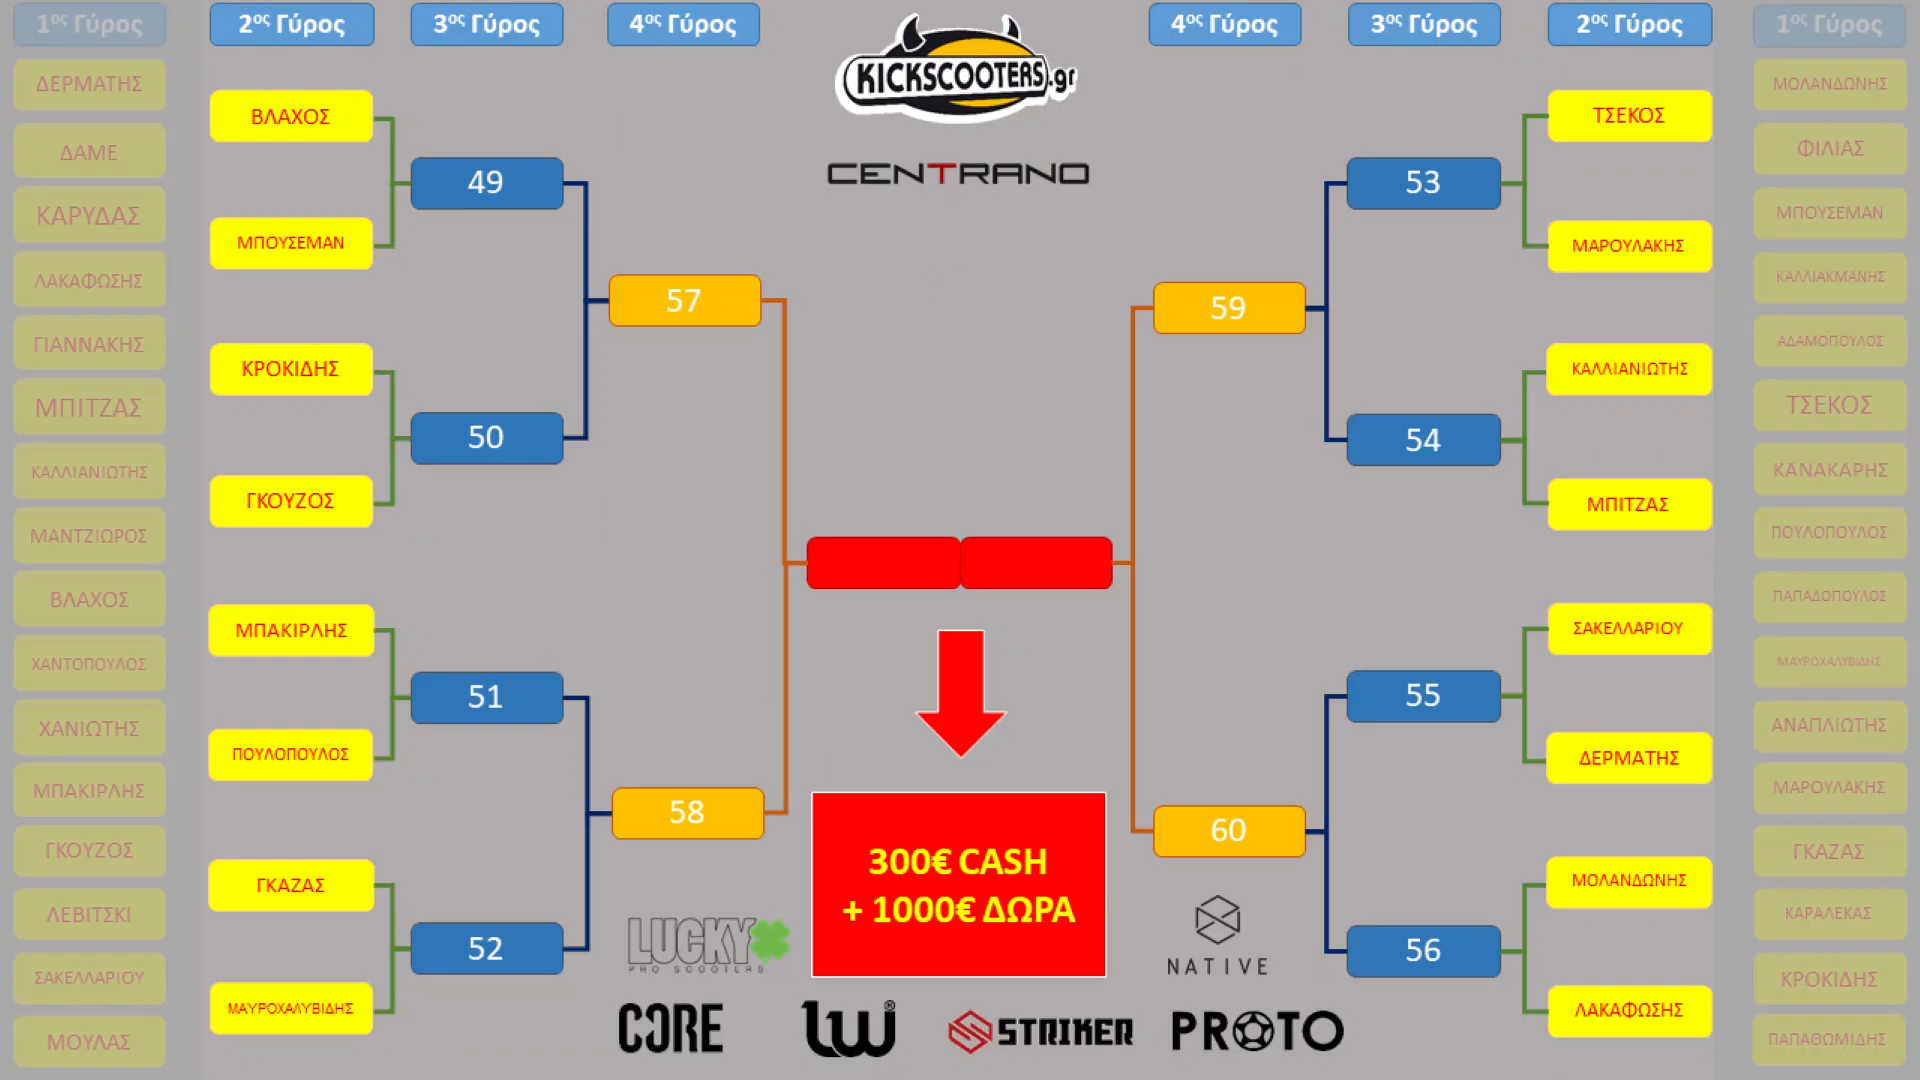 1ος Γύρος
2ος Γύρος
3ος Γύρος
4ος Γύρος
4ος Γύρος
3ος Γύρος
2ος Γύρος
1ος Γύρος
KICKSCOOTERS.gr
CENTRANO
ΔΕΡΜΑΤΗΣ
ΔΑΜΕ
ΚΑΡΥΔΑΣ
ΛΑΚΑΦΩΣΗΣ
ΓΙΑΝΝΑΚΗΣ
ΜΠΙΤΖΑΣ
ΚΑΛΛΙΑΝΙΩΤΗΣ
ΜΑΝΤΖΙΩΡΟΣ
ΒΛΑΧΟΣ
ΧΑΝΤΟΠΟΥΛΟΣ
ΧΑΝΙΩΤΗΣ
ΜΠΑΚΙΡΛΗΣ
ΓΚΟΥΖΟΣ
ΛΕΒΙΤΣΚΙ
ΣΑΚΕΛΛΑΡΙΟΥ
ΜΟΥΛΑΣ
ΒΛΑΧΟΣ
ΜΠΟΥΣΕΜΑΝ
ΚΡΟΚΙΔΗΣ
ΓΚΟΥΖΟΣ
ΜΠΑΚΙΡΛΗΣ
ΠΟΥΛΟΠΟΥΛΟΣ
ΓΚΑΖΑΣ
ΜΑΥΡΟΧΑΛΥΒΙΔΗΣ
49
50
51
52
57
58
59
60
53
54
55
56
ΤΣΕΚΟΣ
ΜΑΡΟΥΛΑΚΗΣ
ΚΑΛΛΙΑΝΙΩΤΗΣ
ΜΠΙΤΖΑΣ
ΣΑΚΕΛΛΑΡΙΟΥ
ΔΕΡΜΑΤΗΣ
ΜΟΛΑΝΔΩΝΗΣ
ΛΑΚΑΦΩΣΗΣ
ΜΟΛΑΝΔΩΝΗΣ
ΦΙΛΙΑΣ
ΜΠΟΥΣΕΜΑΝ
ΚΑΛΛΙΑΚΜΑΝΗΣ
ΑΔΑΜΟΠΟΥΛΟΣ
ΤΣΕΚΟΣ
ΚΑΝΑΚΑΡΗΣ
ΠΟΥΛΟΠΟΥΛΟΣ
ΠΑΠΑΔΟΠΟΥΛΟΣ
ΜΑΥΡΟΧΑΛΥΒΙΔΗΣ
ΑΝΑΠΛΙΩΤΗΣ
ΜΑΡΟΥΛΑΚΗΣ
ΓΚΑΖΑΣ
ΚΑΡΑΛΕΚΑΣ
ΚΡΟΚΙΔΗΣ
ΠΑΠΑΘΩΜΙΔΗΣ
300€ CASH
+ 1000€ ΔΩΡΑ
LUCKY
PRO SCOOTERS
NATIVE
CORE
LW®
STRIKER
PROTO